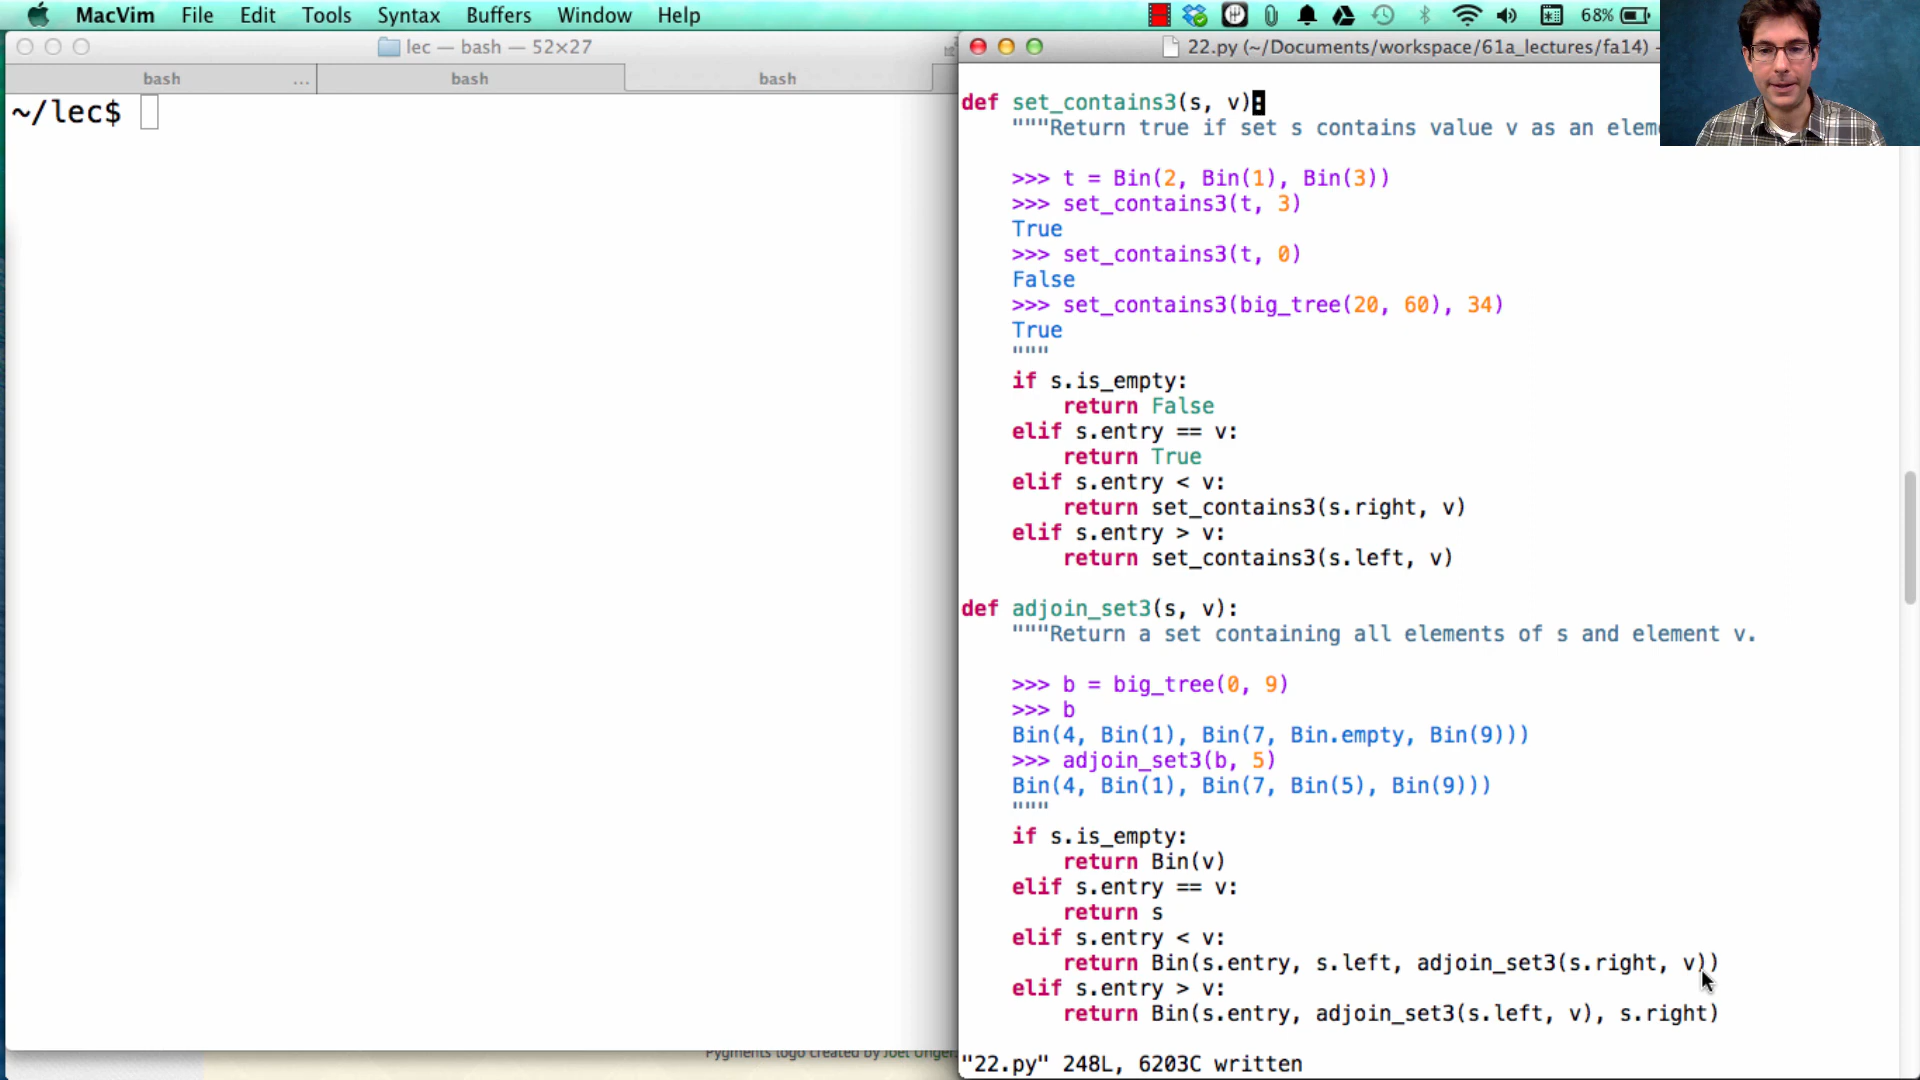 MacVim File Edit Tools Syntax Buffers Window Help 68%
lec — bash — 52×27
bash ... bash bash
~/lec$
22.py (~/Documents/workspace/61a_lectures/fa14) -
def set_contains3(s, v):
"""Return true if set s contains value v as an elem
>>> t = Bin(2, Bin(1), Bin(3))
>>> set_contains3(t, 3)
True
>>> set_contains3(t, 0)
False
>>> set_contains3(big_tree(20, 60), 34)
True
"""
if s.is_empty:
return False
elif s.entry == v:
return True
elif s.entry < v:
return set_contains3(s.right, v)
elif s.entry > v:
return set_contains3(s.left, v)
def adjoin_set3(s, v):
"""Return a set containing all elements of s and element v.
>>> b = big_tree(0, 9)
>>> b
Bin(4, Bin(1), Bin(7, Bin.empty, Bin(9)))
>>> adjoin_set3(b, 5)
Bin(4, Bin(1), Bin(7, Bin(5), Bin(9)))
"""
if s.is_empty:
return Bin(v)
elif s.entry == v:
return s
elif s.entry < v:
return Bin(s.entry, s.left, adjoin_set3(s.right, v))
elif s.entry > v:
return Bin(s.entry, adjoin_set3(s.left, v), s.right)
"22.py" 248L, 6203C written
Pygments logo created by Joel Unger